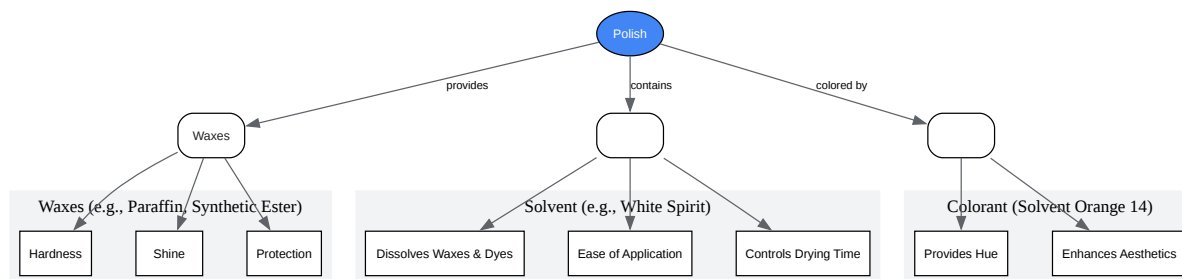 Polish
provides
contains
colored by
Waxes
Waxes (e.g., Paraffin, Synthetic Ester)
Solvent (e.g., White Spirit)
Colorant (Solvent Orange 14)
Hardness
Shine
Protection
Dissolves Waxes & Dyes
Ease of Application
Controls Drying Time
Provides Hue
Enhances Aesthetics